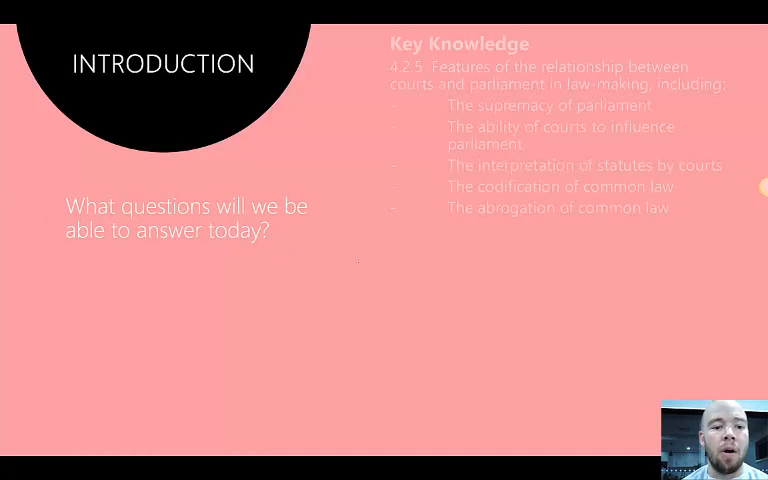 INTRODUCTION
What questions will we be
able to answer today?
Key Knowledge
4.2.5 Features of the relationship between
courts and parliament in law-making, including:
- The supremacy of parliament
- The ability of courts to influence
parliament
- The interpretation of statutes by courts
- The codification of common law
- The abrogation of common law